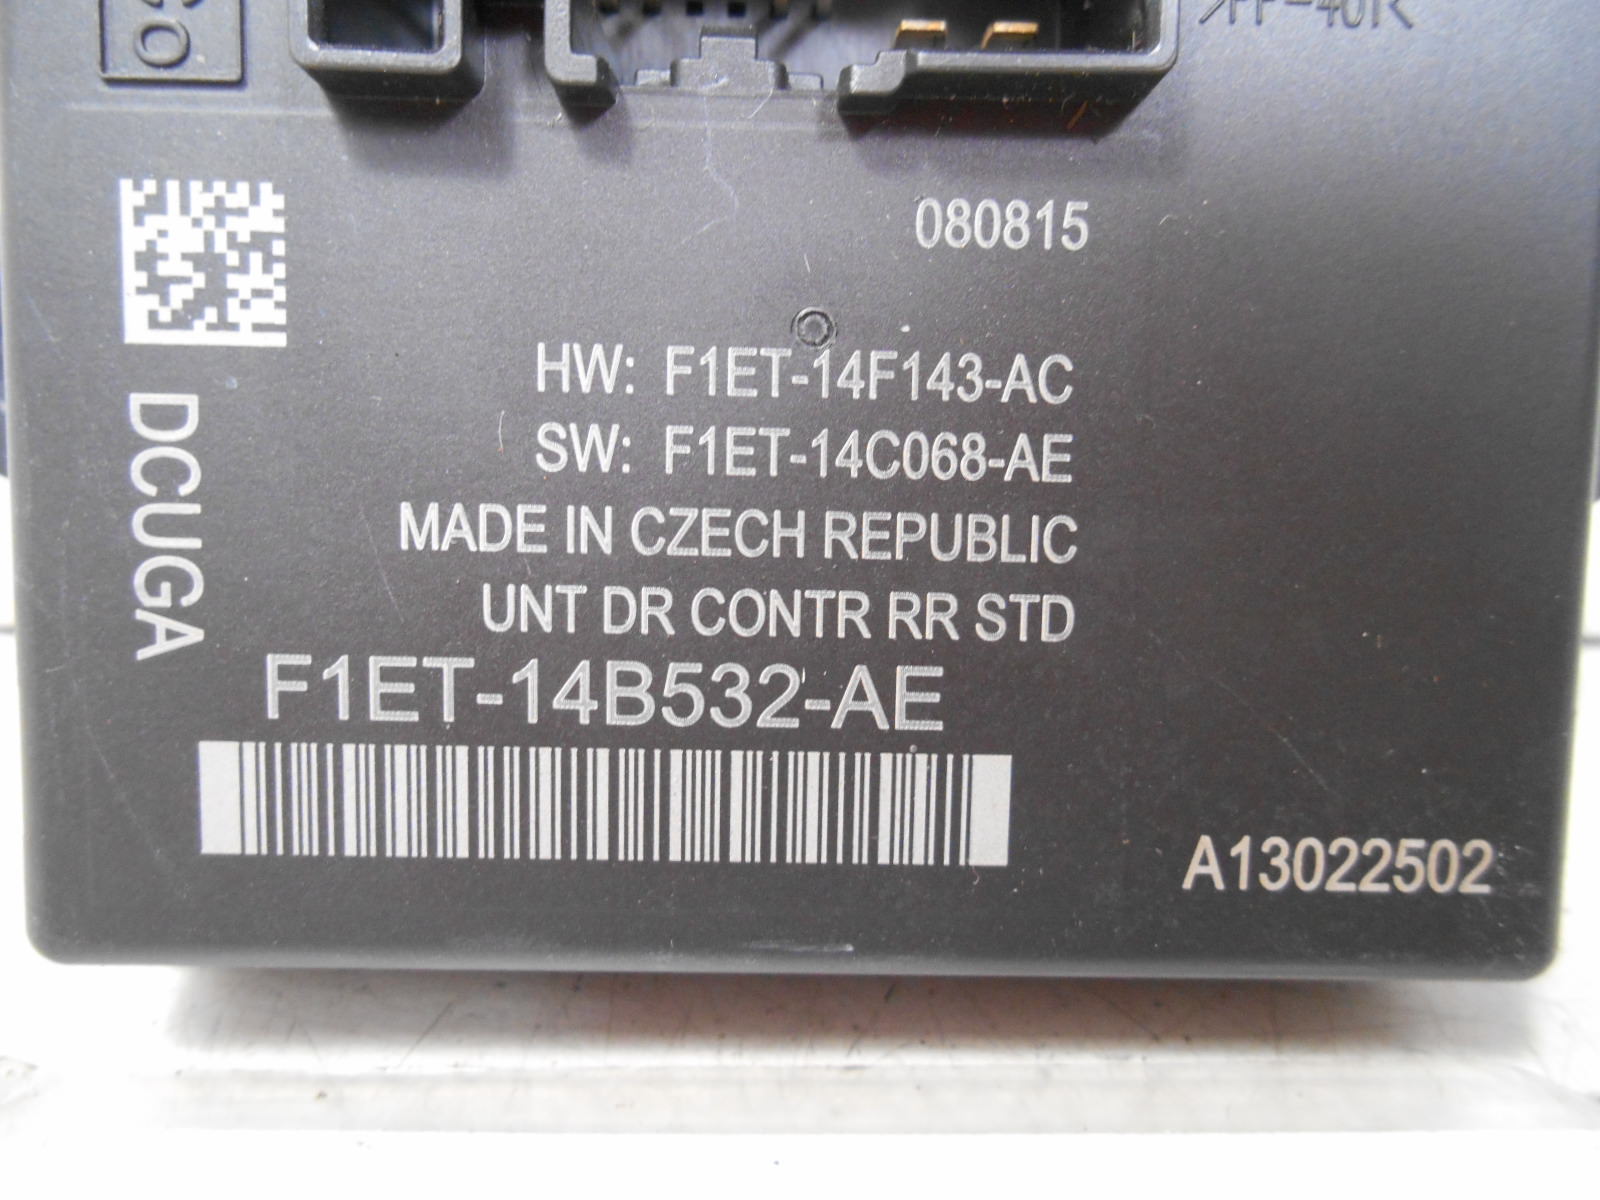 080815
HW: F1ET-14F143-AC
SW: F1ET-14C068-AE
MADE IN CZECH REPUBLIC
UNT DR CONTR RR STD
F1ET-14B532-AE
DCUGA
A13022502